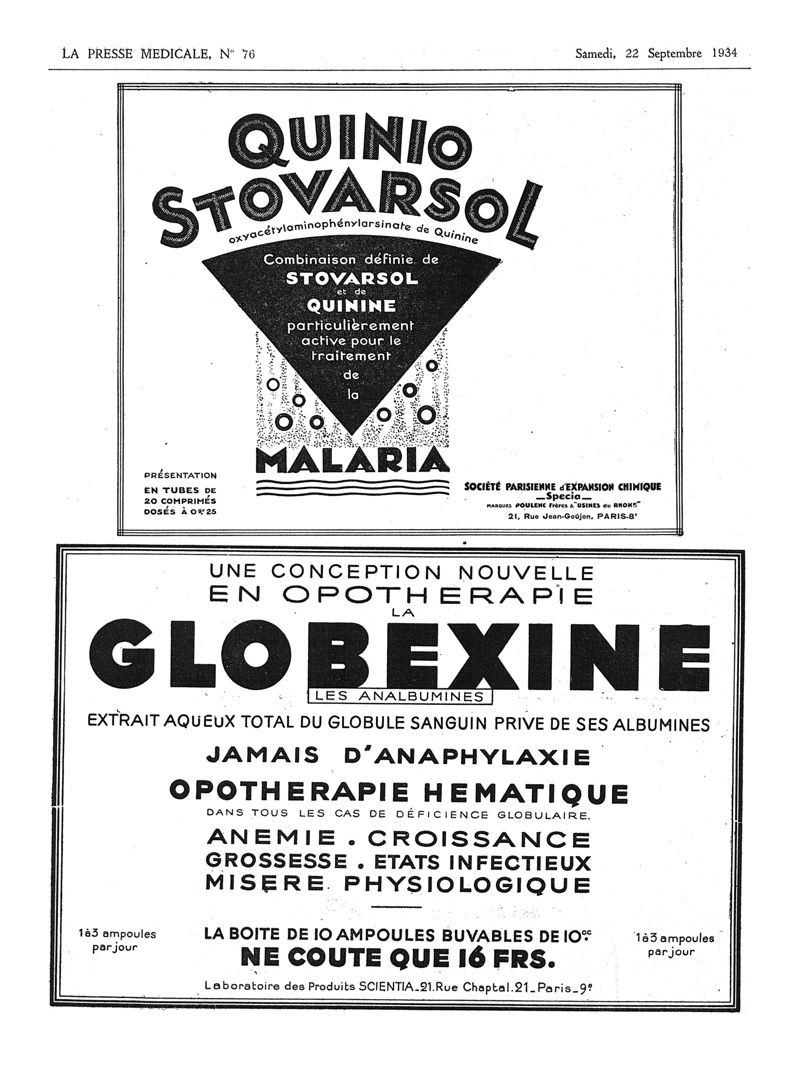 LA PRESSE MEDICALE, N° 76
Samedi, 22 Septembre 1934
QUINIO
STOVARSOL
oxyacétylaminophénylarsinate de Quinine
Combinaison définie de
STOVARSOL
et de
QUININE
particulièrement
active pour le
traitement
de
la
MALARIA
PRÉSENTATION
EN TUBES DE
20 COMPRIMÉS
DOSÉS À 0gr25
SOCIÉTÉ PARISIENNE d'EXPANSION CHIMIQUE
_Specia_
MARQUES POULENC Frères & "USINES du RHONE"
21, Rue Jean-Goujon, PARIS-8e
UNE CONCEPTION NOUVELLE
EN OPOTHERAPIE
LA
GLOBEXINE
LES ANALBUMINES
EXTRAIT AQUEUX TOTAL DU GLOBULE SANGUIN PRIVE DE SES ALBUMINES
JAMAIS D'ANAPHYLAXIE
OPOTHERAPIE HEMATIQUE
DANS TOUS LES CAS DE DÉFICIENCE GLOBULAIRE.
ANEMIE . CROISSANCE
GROSSESSE . ETATS INFECTIEUX
MISERE PHYSIOLOGIQUE
1à3 ampoules
par jour
LA BOITE DE 10 AMPOULES BUVABLES DE 10cc.
NE COUTE QUE 16 FRS.
1à3 ampoules
par jour
Laboratoire des Produits SCIENTIA_21.Rue Chaptal.21_Paris_9e